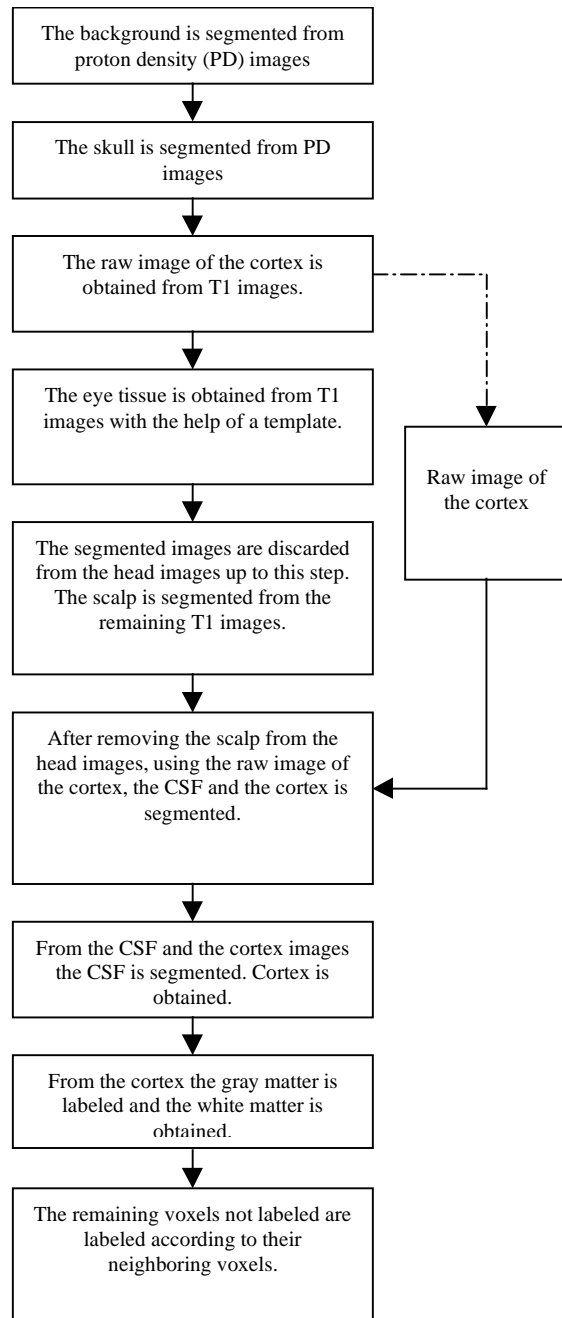 The background is segmented from
proton density (PD) images
The skull is segmented from PD
images
The raw image of the cortex is
obtained from T1 images.
The eye tissue is obtained from T1
images with the help of a template.
Raw image of
the cortex
The segmented images are discarded
from the head images up to this step.
The scalp is segmented from the
remaining T1 images.
After removing the scalp from the
head images, using the raw image of
the cortex, the CSF and the cortex is
segmented.
From the CSF and the cortex images
the CSF is segmented. Cortex is
obtained.
From the cortex the gray matter is
labeled and the white matter is
obtained.
The remaining voxels not labeled are
labeled according to their
neighboring voxels.